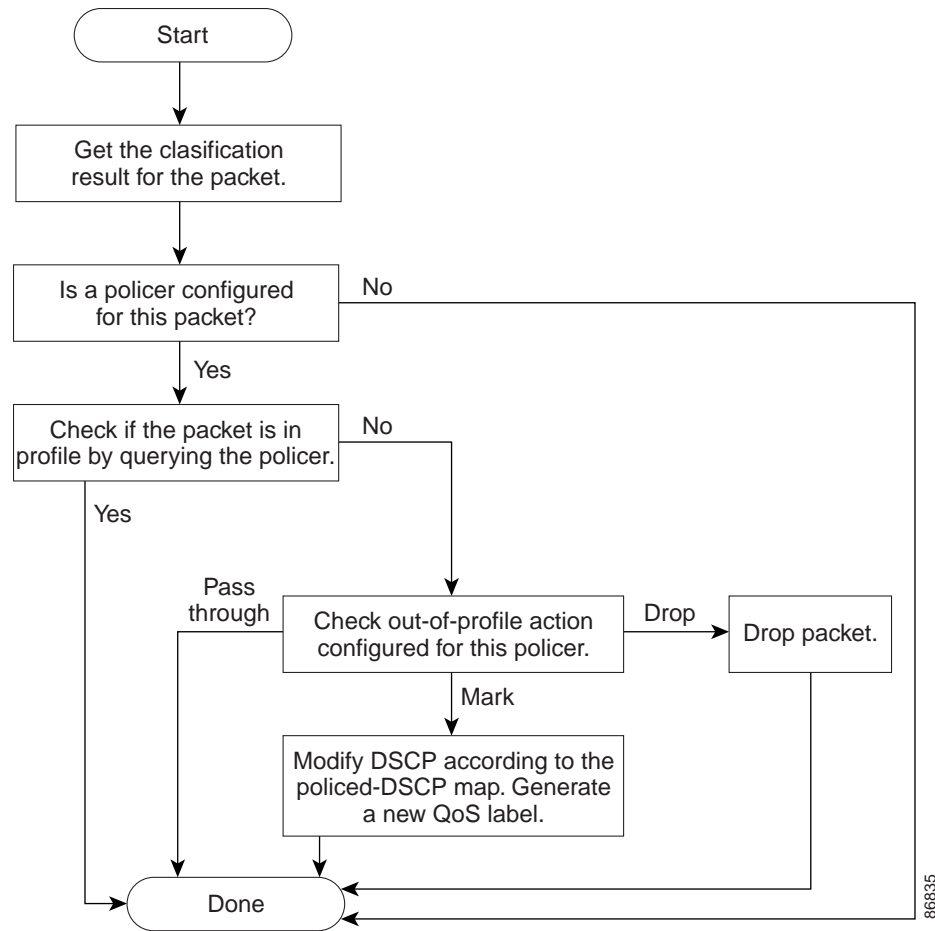 Start
Get the clasification
result for the packet.
Is a policer configured
for this packet?
No
Yes
Check if the packet is in
profile by querying the policer.
No
Yes
Pass
through
Check out-of-profile action
configured for this policer.
Drop
Drop packet.
Mark
Modify DSCP according to the
policed-DSCP map. Generate
a new QoS label.
Done
86835